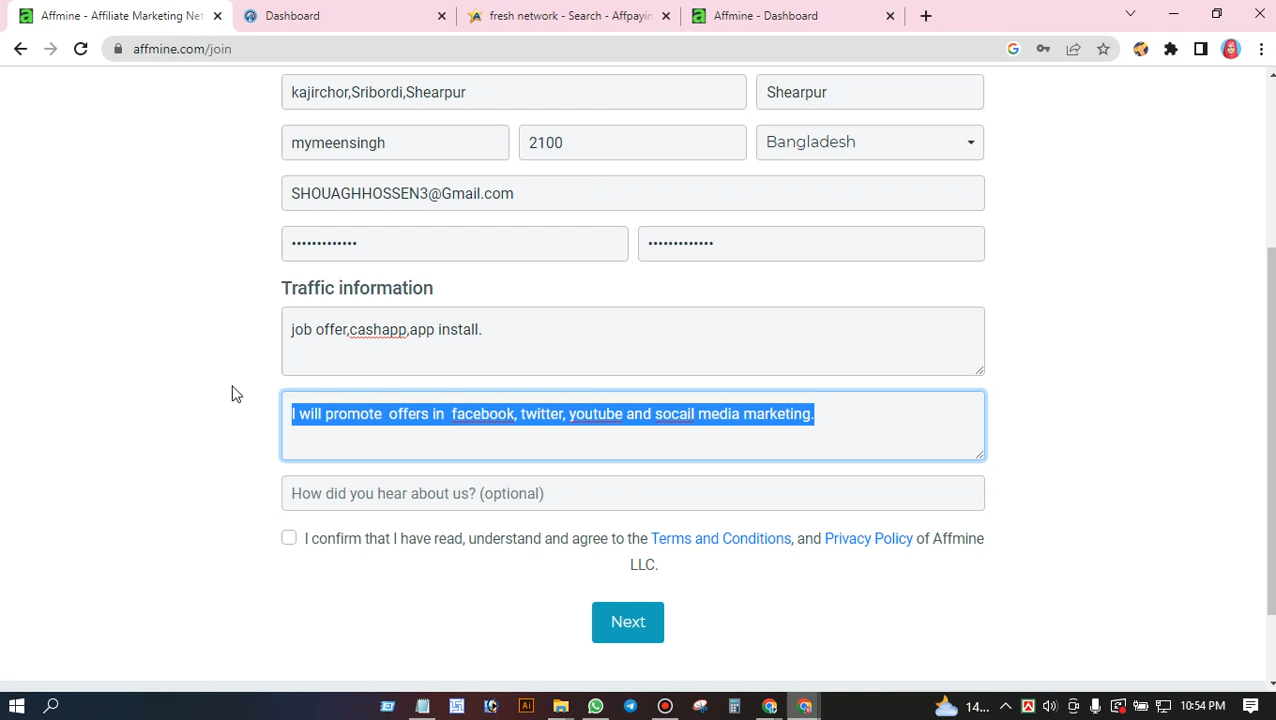 Affmine - Affiliate Marketing Net
Dashboard
fresh network - Search - Affpayin
Affmine - Dashboard
affmine.com/join
kajirchor,Sribordi,Shearpur
Shearpur
mymeensingh
2100
Bangladesh
SHOUAGHHOSSEN3@Gmail.com
•••••••••••••
•••••••••••••
Traffic information
job offer,cashapp,app install.
I will promote  offers in  facebook, twitter, youtube and socail media marketing.
How did you hear about us? (optional)
I confirm that I have read, understand and agree to the Terms and Conditions, and Privacy Policy of Affmine
LLC.
Next
14...
10:54 PM